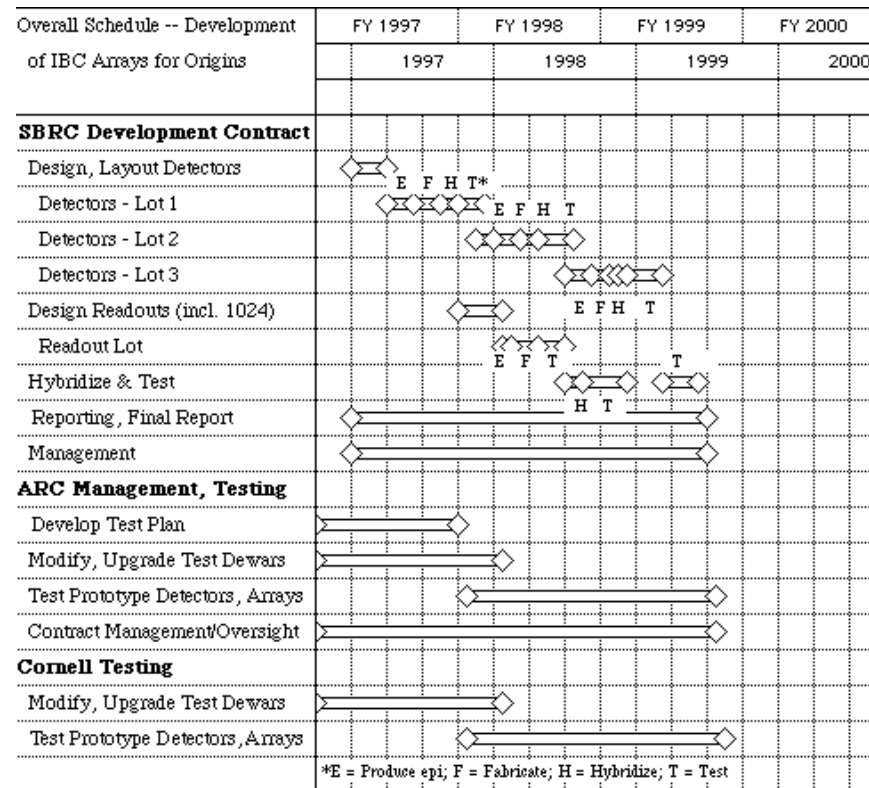 Overall Schedule -- Development
FY 1997 FY 1998 FY 1999 FY 2000
of IBC Arrays for Origins
1997 1998 1999 2000
SBRC Development Contract
Design, Layout Detectors
E F H T*
Detectors - Lot 1
E F H T
Detectors - Lot 2
Detectors - Lot 3
Design Readouts (incl. 1024)
E F H T
Readout Lot
E F T T
Hybridize & Test
H T
Reporting, Final Report
Management
ARC Management, Testing
Develop Test Plan
Modify, Upgrade Test Dewars
Test Prototype Detectors, Arrays
Contract Management/Oversight
Cornell Testing
Modify, Upgrade Test Dewars
Test Prototype Detectors, Arrays
*E = Produce epi; F = Fabricate; H = Hybridize; T = Test